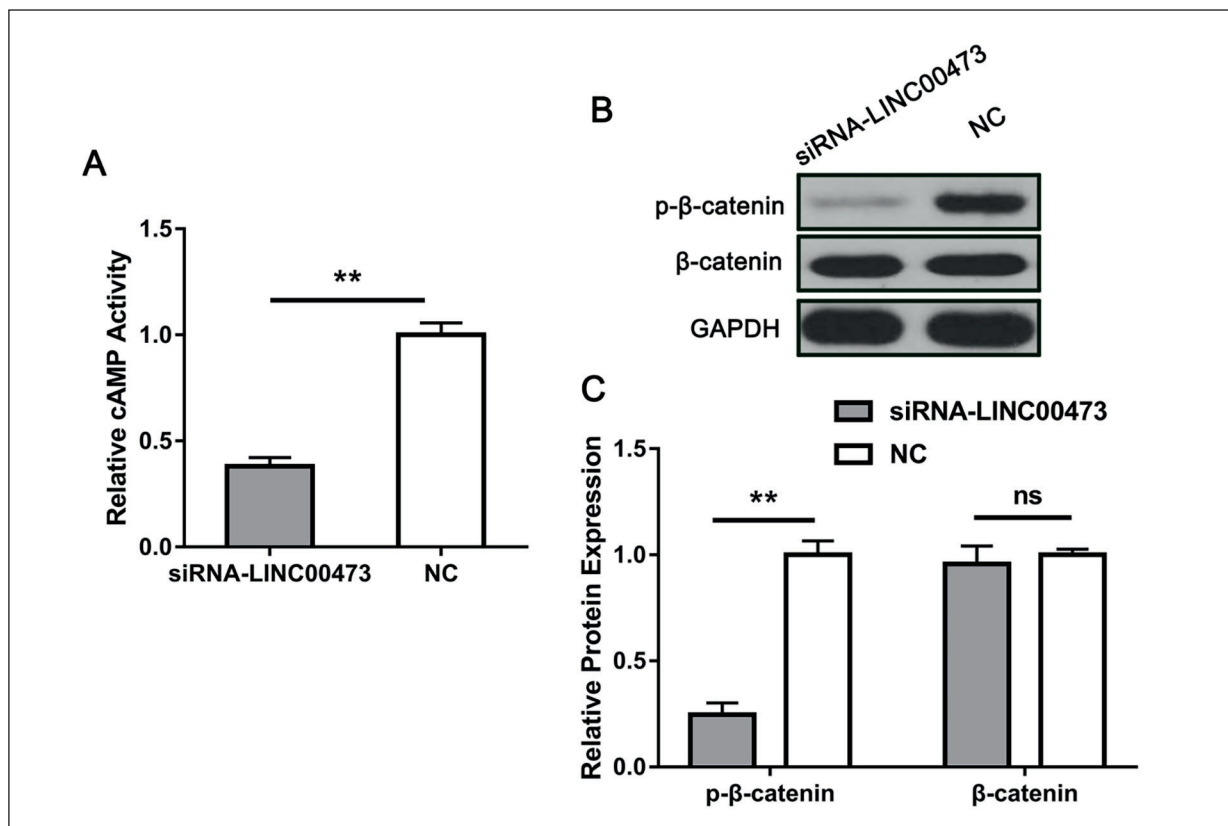 A
Relative cAMP Activity
1.5
1.0
0.5
0.0
**
siRNA-LINC00473 NC
B
siRNA-LINC00473 NC
p-β-catenin
β-catenin
GAPDH
C
siRNA-LINC00473
NC
Relative Protein Expression
1.5
1.0
0.5
0.0
** ns
p-β-catenin β-catenin